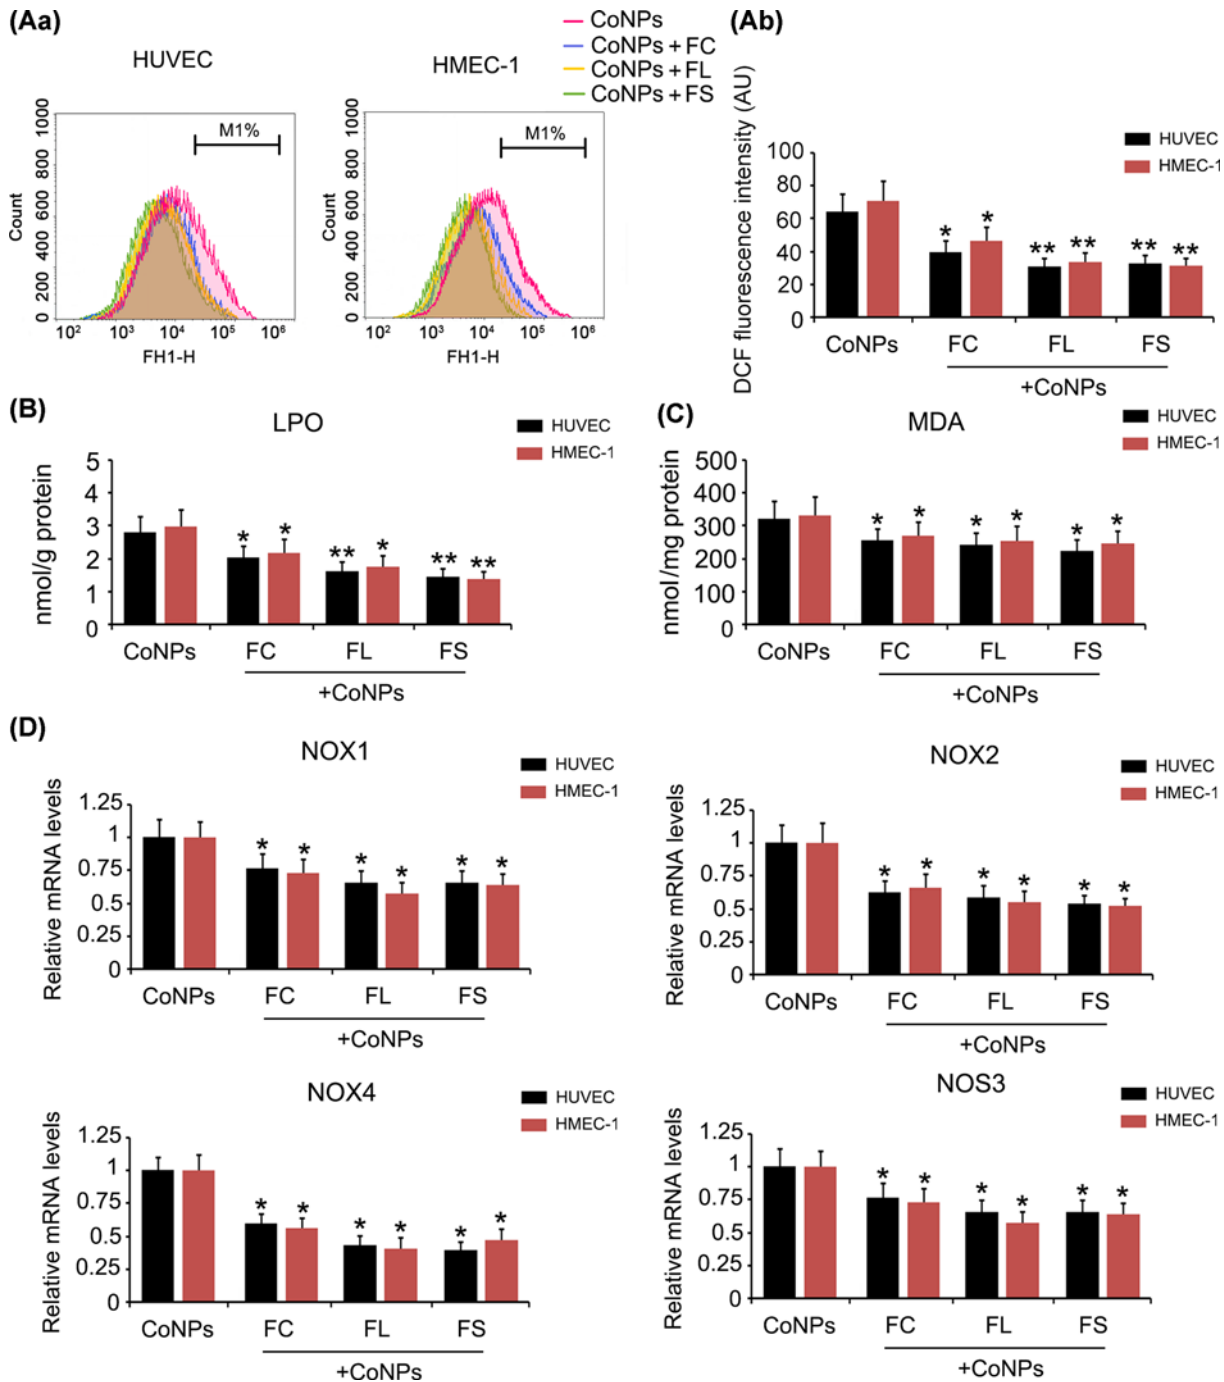 (Aa)
HUVEC
HMEC-1
CoNPs
CoNPs + FC
CoNPs + FL
CoNPs + FS
Count
1000
800
600
400
200
0
M1%
10² 10³ 10⁴ 10⁵ 10⁶
FH1-H
Count
1000
800
600
400
200
0
M1%
10² 10³ 10⁴ 10⁵ 10⁶
FH1-H
(Ab)
DCF fluorescence intensity (AU)
HUVEC
HMEC-1
100
80
60
40
20
0
* * ** ** ** **
CoNPs FC FL FS
+CoNPs
(B)
LPO
HUVEC
HMEC-1
nmol/g protein
5
4
3
2
1
0
* * ** * ** **
CoNPs FC FL FS
+CoNPs
(C)
MDA
HUVEC
HMEC-1
nmol/mg protein
500
400
300
200
100
0
* * * * * *
CoNPs FC FL FS
+CoNPs
(D)
NOX1
HUVEC
HMEC-1
Relative mRNA levels
1.25
1
0.75
0.5
0.25
0
* * * * * *
CoNPs FC FL FS
+CoNPs
NOX2
HUVEC
HMEC-1
Relative mRNA levels
1.25
1
0.75
0.5
0.25
0
* * * * * *
CoNPs FC FL FS
+CoNPs
NOX4
HUVEC
HMEC-1
Relative mRNA levels
1.25
1
0.75
0.5
0.25
0
* * * * * *
CoNPs FC FL FS
+CoNPs
NOS3
HUVEC
HMEC-1
Relative mRNA levels
1.25
1
0.75
0.5
0.25
0
* * * * * *
CoNPs FC FL FS
+CoNPs